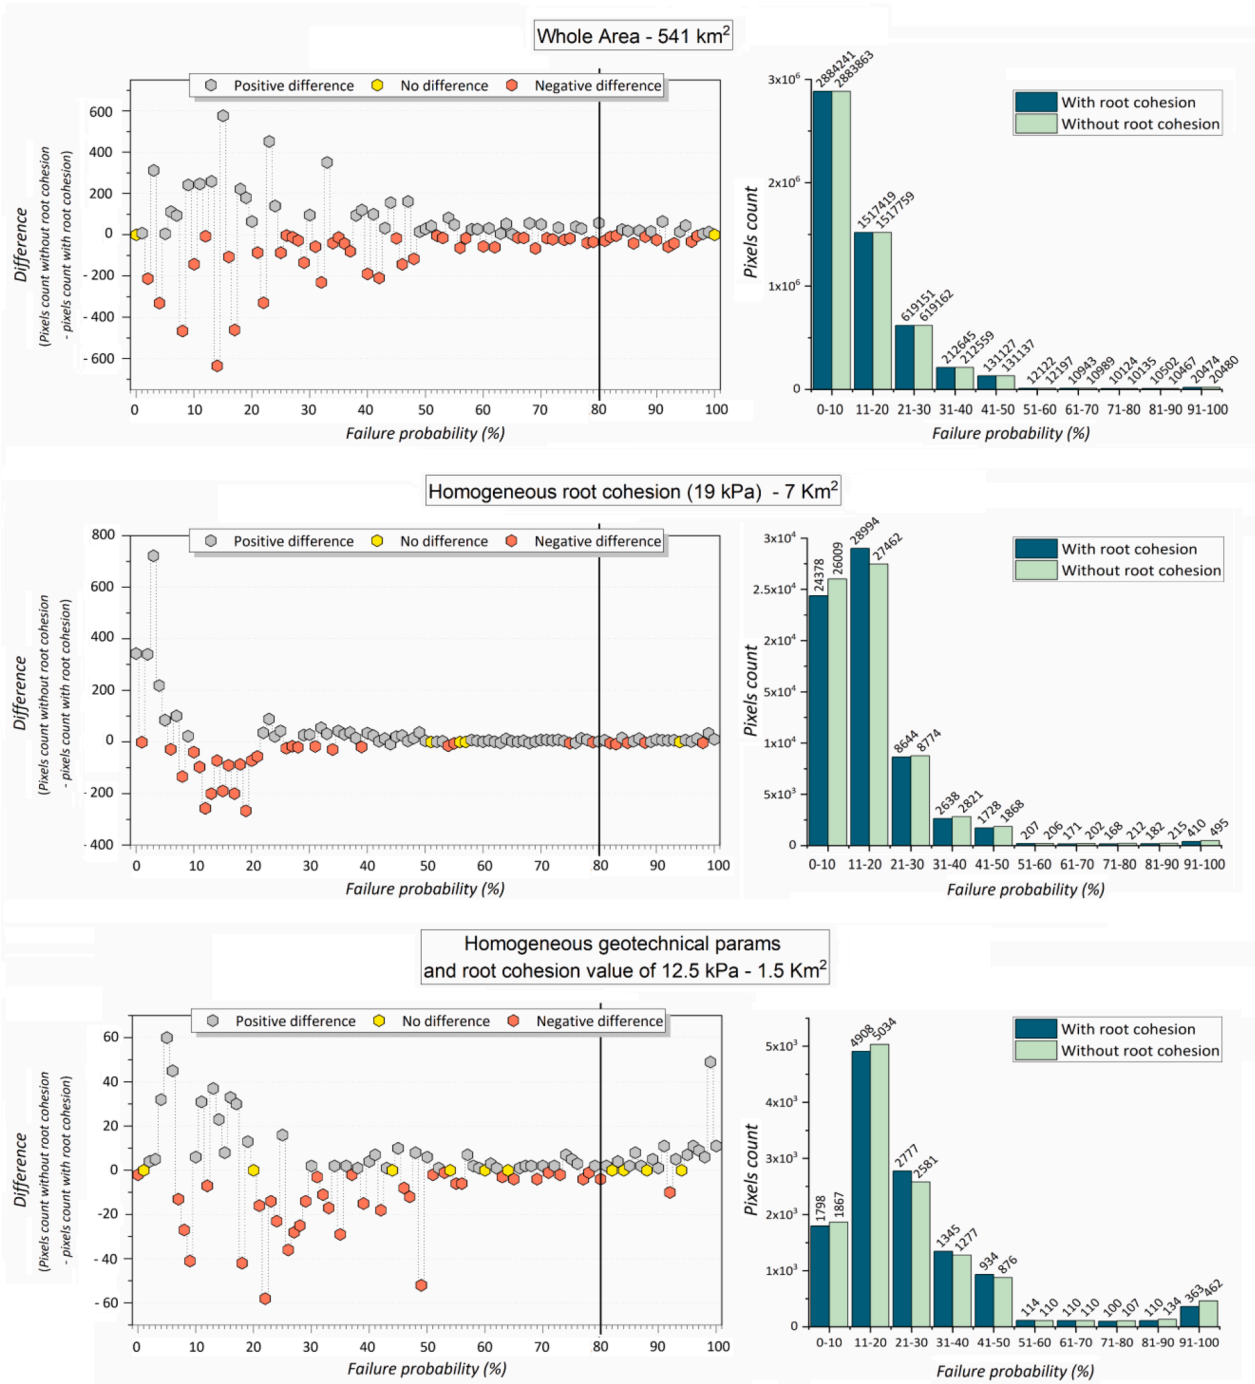 Whole Area - 541 km²
Positive difference No difference Negative difference
Difference
(Pixels count without root cohesion
- pixels count with root cohesion)
600
400
200
0
- 200
- 400
- 600
0 10 20 30 40 50 60 70 80 90 100
Failure probability (%)
With root cohesion
Without root cohesion
Pixels count
3x10⁶
2x10⁶
1x10⁶
0
2884241 2883863
1517419 1517759
619151 619162
212645 212559
131127 131137
12122 12197
10943 10989
10124 10135
10502 10467
20474 20480
0-10 11-20 21-30 31-40 41-50 51-60 61-70 71-80 81-90 91-100
Failure probability (%)
Homogeneous root cohesion (19 kPa) - 7 Km²
Positive difference No difference Negative difference
Difference
(Pixels count without root cohesion
- pixels count with root cohesion)
800
600
400
200
0
- 200
- 400
0 10 20 30 40 50 60 70 80 90 100
Failure probability (%)
With root cohesion
Without root cohesion
Pixels count
3x10⁴
2.5x10⁴
2x10⁴
5x10⁴
1x10⁴
5x10³
0
24378 26009
28994 27462
8644 8774
2638 2821
1728 1868
207 206
171 202
168 212
182 215
410 495
0-10 11-20 21-30 31-40 41-50 51-60 61-70 71-80 81-90 91-100
Failure probability (%)
Homogeneous geotechnical params
and root cohesion value of 12.5 kPa - 1.5 Km²
Positive difference No difference Negative difference
Difference
(Pixels count without root cohesion
- pixels count with root cohesion)
60
40
20
0
- 20
- 40
- 60
0 10 20 30 40 50 60 70 80 90 100
Failure probability (%)
With root cohesion
Without root cohesion
Pixels count
5x10³
4x10³
3x10³
2x10³
1x10³
0
1798 1867
4908 5034
2777 2581
1345 1277
934 876
114 110
110 110
100 107
110 134
363 462
0-10 11-20 21-30 31-40 41-50 51-60 61-70 71-80 81-90 91-100
Failure probability (%)